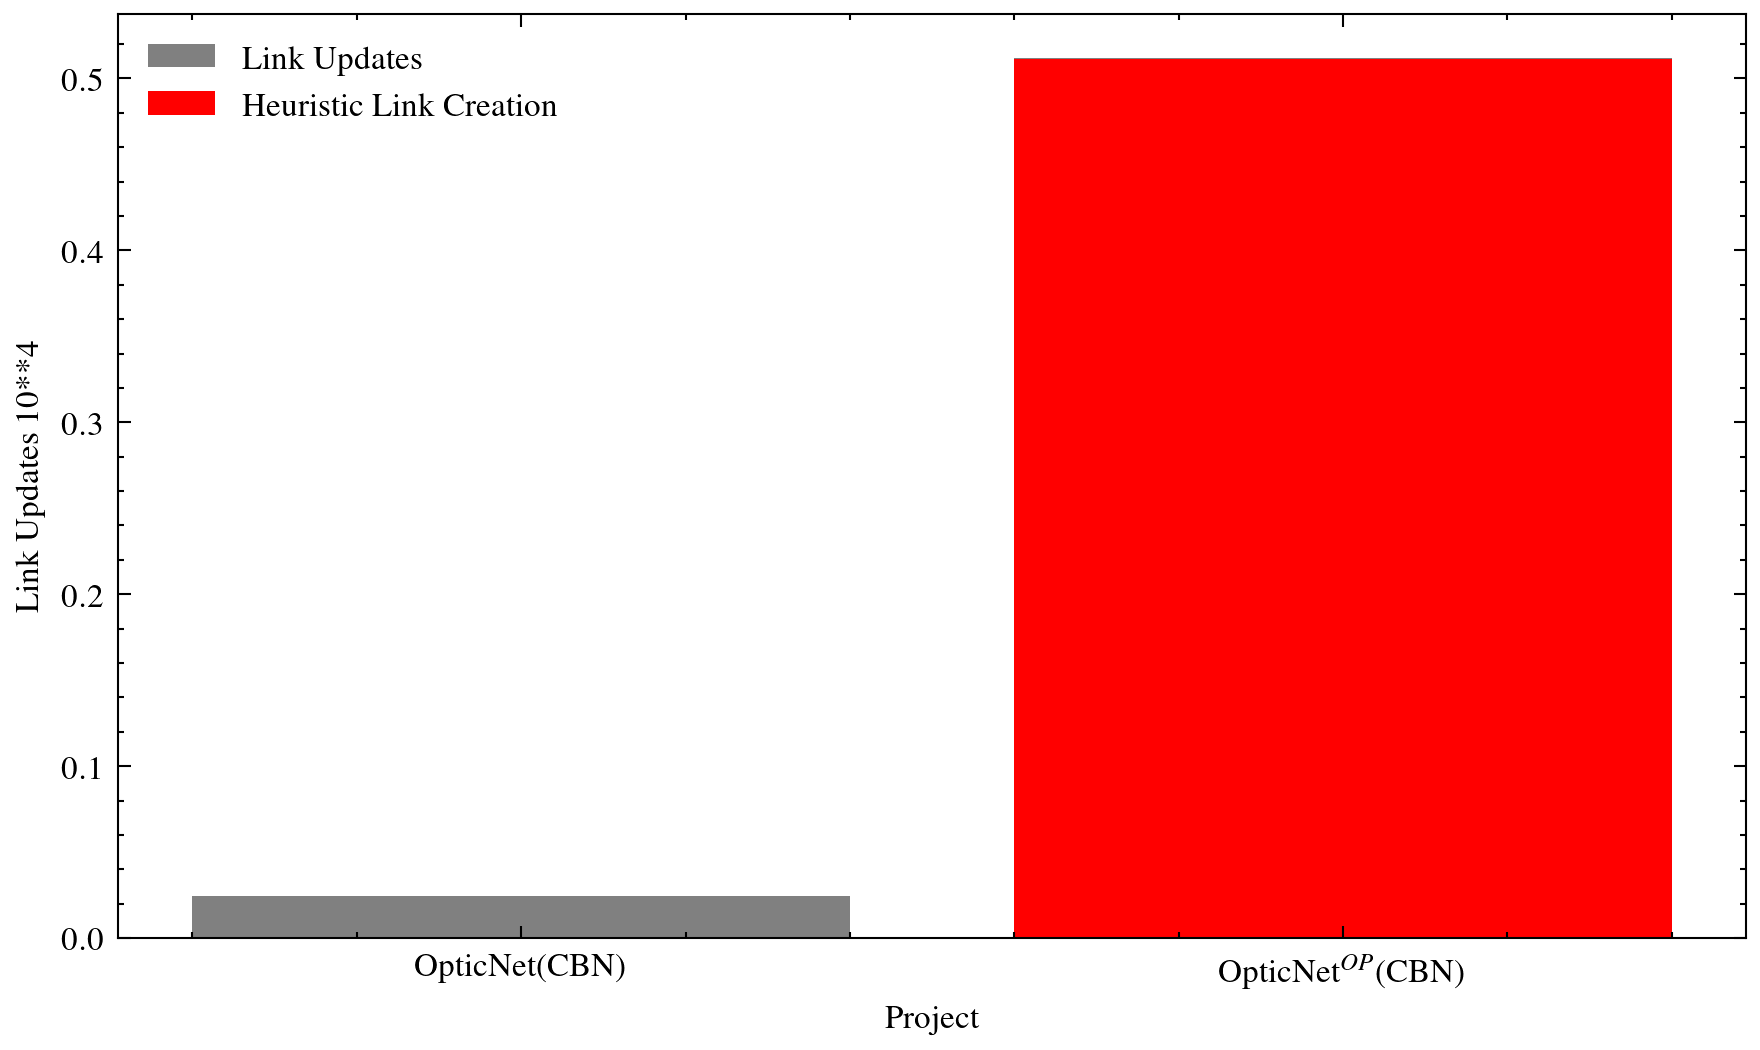 Link Updates
Heuristic Link Creation
0.5
0.4
0.3
0.2
0.1
0.0
Link Updates 10**4
OpticNet(CBN)
OpticNet^{OP}(CBN)
Project